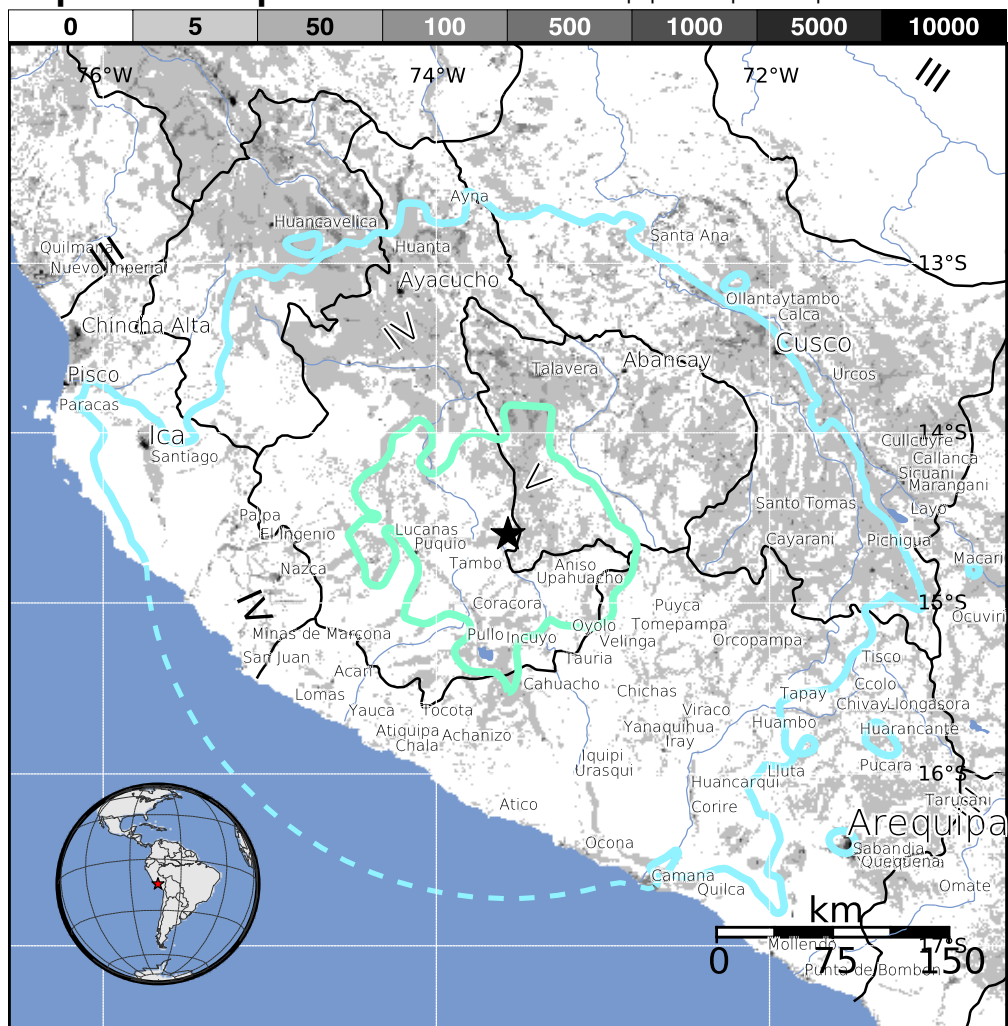 0 5 50 100 500 1000 5000 10000
76°W 74°W 72°W
III
Ayna
Huancavelica
Santa Ana
Quilmana
III
Huanta
Nuevo Imperial
13°S
Ayacucho
Ollantaytambo
Calca
Chincha Alta
IV
Cusco
Abancay
Talavera
Urcos
Pisco
Paracas
Ica
14°S
Cullcuyre
Santiago
Callanca
Sicuani
V
Marangani
Santo Tomas
Layo
Palpa
El Ingenio
Lucanas
Puquio
Cayarani
Pichigua
Tambo
Aniso
Macari
Nazca
Upahuacho
IV
Coracora
Puyca
15°S
Ocuviri
Tomepampa
Minas de Marcona
Pullo
Incuyo
Oyolo
Velinga
Orcopampa
San Juan
Tauria
Tisco
Acari
Cahuacho
Ccolo
Lomas
Chichas
Tapay
Chivay
Llongasora
Yauca
Tocota
Viraco
Huambo
Atiquipa
Achanizo
Yanaquihua
Huarancante
Chala
Iray
Iquipi
Urasqui
Lluta
Pucara
16°S
Huancarqui
Atico
Corire
Tarucani
Arequipa
Ocona
Sabandia
Quequena
Camana
Quilca
Omate
km
Mollendo
17°S
0 75 150
Punta de Bombon